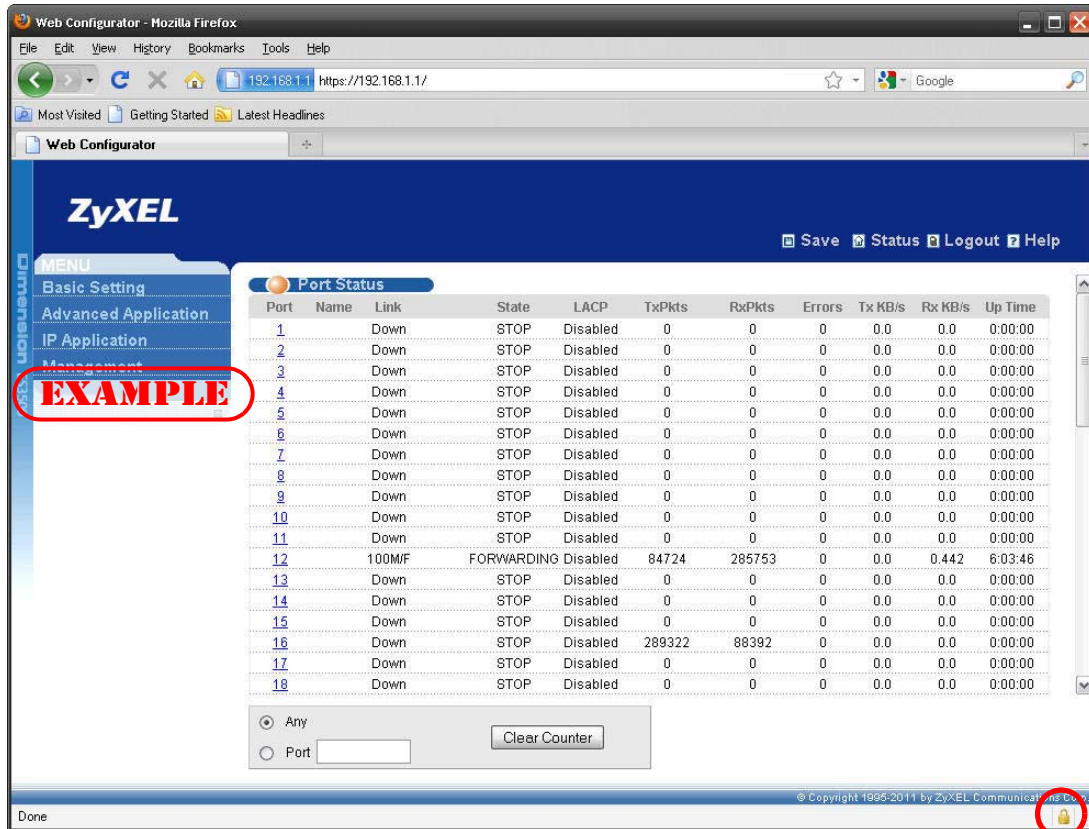 Web Configurator - Mozilla Firefox
File Edit View History Bookmarks Tools Help
192.168.1.1 https://192.168.1.1/ Google
Most Visited Getting Started Latest Headlines
Web Configurator
ZyXEL
Save Status Logout Help
Dimension
MENU
Basic Setting
Advanced Application
IP Application
Management
EXAMPLE
Port Status
Port Name Link State LACP TxPkts RxPkts Errors Tx KB/s Rx KB/s Up Time
1 Down STOP Disabled 0 0 0 0.0 0.0 0:00:00
2 Down STOP Disabled 0 0 0 0.0 0.0 0:00:00
3 Down STOP Disabled 0 0 0 0.0 0.0 0:00:00
4 Down STOP Disabled 0 0 0 0.0 0.0 0:00:00
5 Down STOP Disabled 0 0 0 0.0 0.0 0:00:00
6 Down STOP Disabled 0 0 0 0.0 0.0 0:00:00
7 Down STOP Disabled 0 0 0 0.0 0.0 0:00:00
8 Down STOP Disabled 0 0 0 0.0 0.0 0:00:00
9 Down STOP Disabled 0 0 0 0.0 0.0 0:00:00
10 Down STOP Disabled 0 0 0 0.0 0.0 0:00:00
11 Down STOP Disabled 0 0 0 0.0 0.0 0:00:00
12 100M/F FORWARDING Disabled 84724 285753 0 0.0 0.442 6:03:46
13 Down STOP Disabled 0 0 0 0.0 0.0 0:00:00
14 Down STOP Disabled 0 0 0 0.0 0.0 0:00:00
15 Down STOP Disabled 0 0 0 0.0 0.0 0:00:00
16 Down STOP Disabled 289322 88392 0 0.0 0.0 0:00:00
17 Down STOP Disabled 0 0 0 0.0 0.0 0:00:00
18 Down STOP Disabled 0 0 0 0.0 0.0 0:00:00
Any
Port
Clear Counter
© Copyright 1995-2011 by ZyXEL Communications Corp.
Done